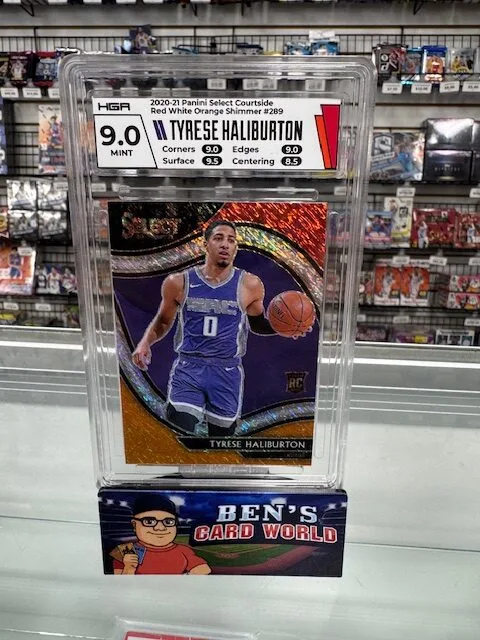 HGA
2020-21 Panini Select Courtside
Red White Orange Shimmer #289
9.0
MINT
TYRESE HALIBURTON
Corners 9.0 Edges 9.0
Surface 9.5 Centering 8.5
SELECT
0
RC
TYRESE HALIBURTON
BEN'S
CARD WORLD